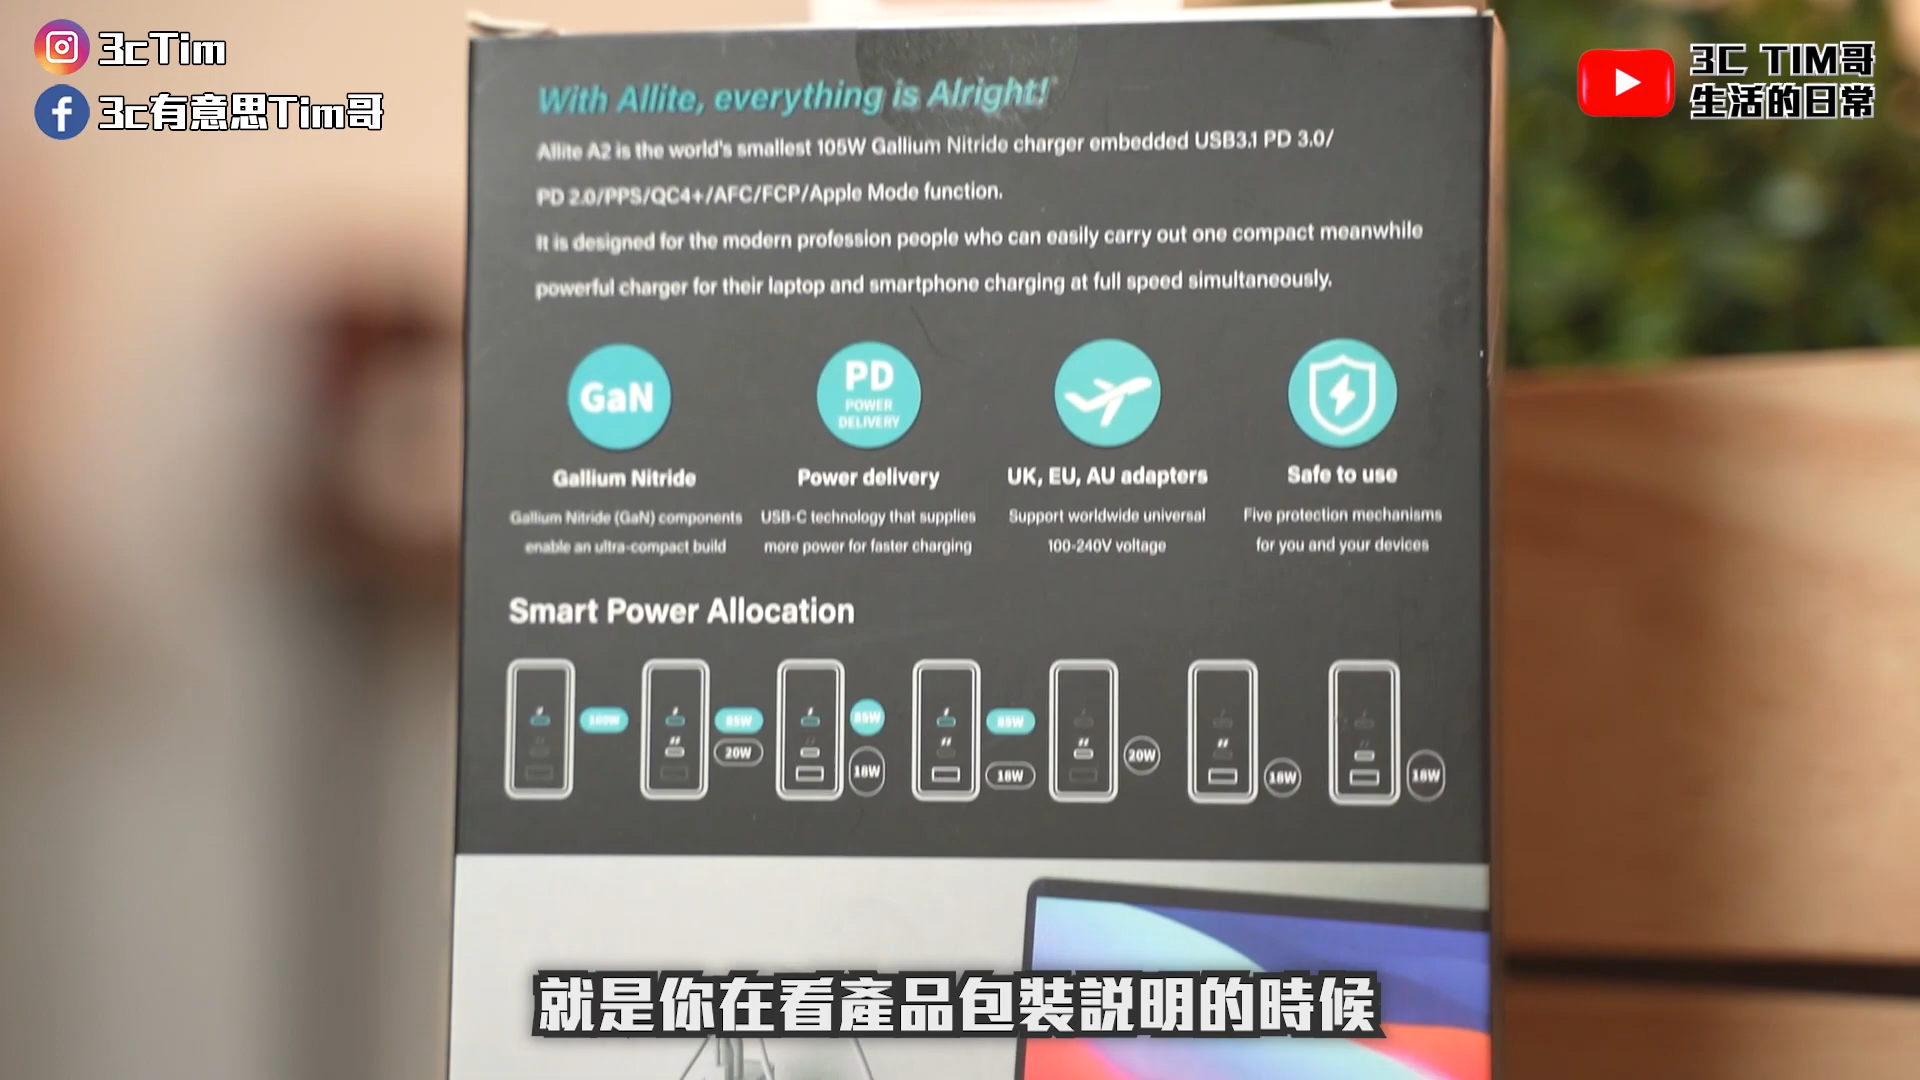 3cTim
3c有意思Tim哥
3C TIM哥
生活的日常
With Allite, everything is Alright!
Allite A2 is the world's smallest 105W Gallium Nitride charger embedded USB3.1 PD 3.0/
PD 2.0/PPS/QC4+/AFC/FCP/Apple Mode function.
It is designed for the modern profession people who can easily carry out one compact meanwhile
powerful charger for their laptop and smartphone charging at full speed simultaneously.
GaN
PD
POWER
DELIVERY
Gallium Nitride
Power delivery
UK, EU, AU adapters
Safe to use
Gallium Nitride (GaN) components
enable an ultra-compact build
USB-C technology that supplies
more power for faster charging
Support worldwide universal
100-240V voltage
Five protection mechanisms
for you and your devices
Smart Power Allocation
100W
85W
20W
85W
18W
85W
18W
20W
18W
18W
就是你在看產品包裝説明的時候